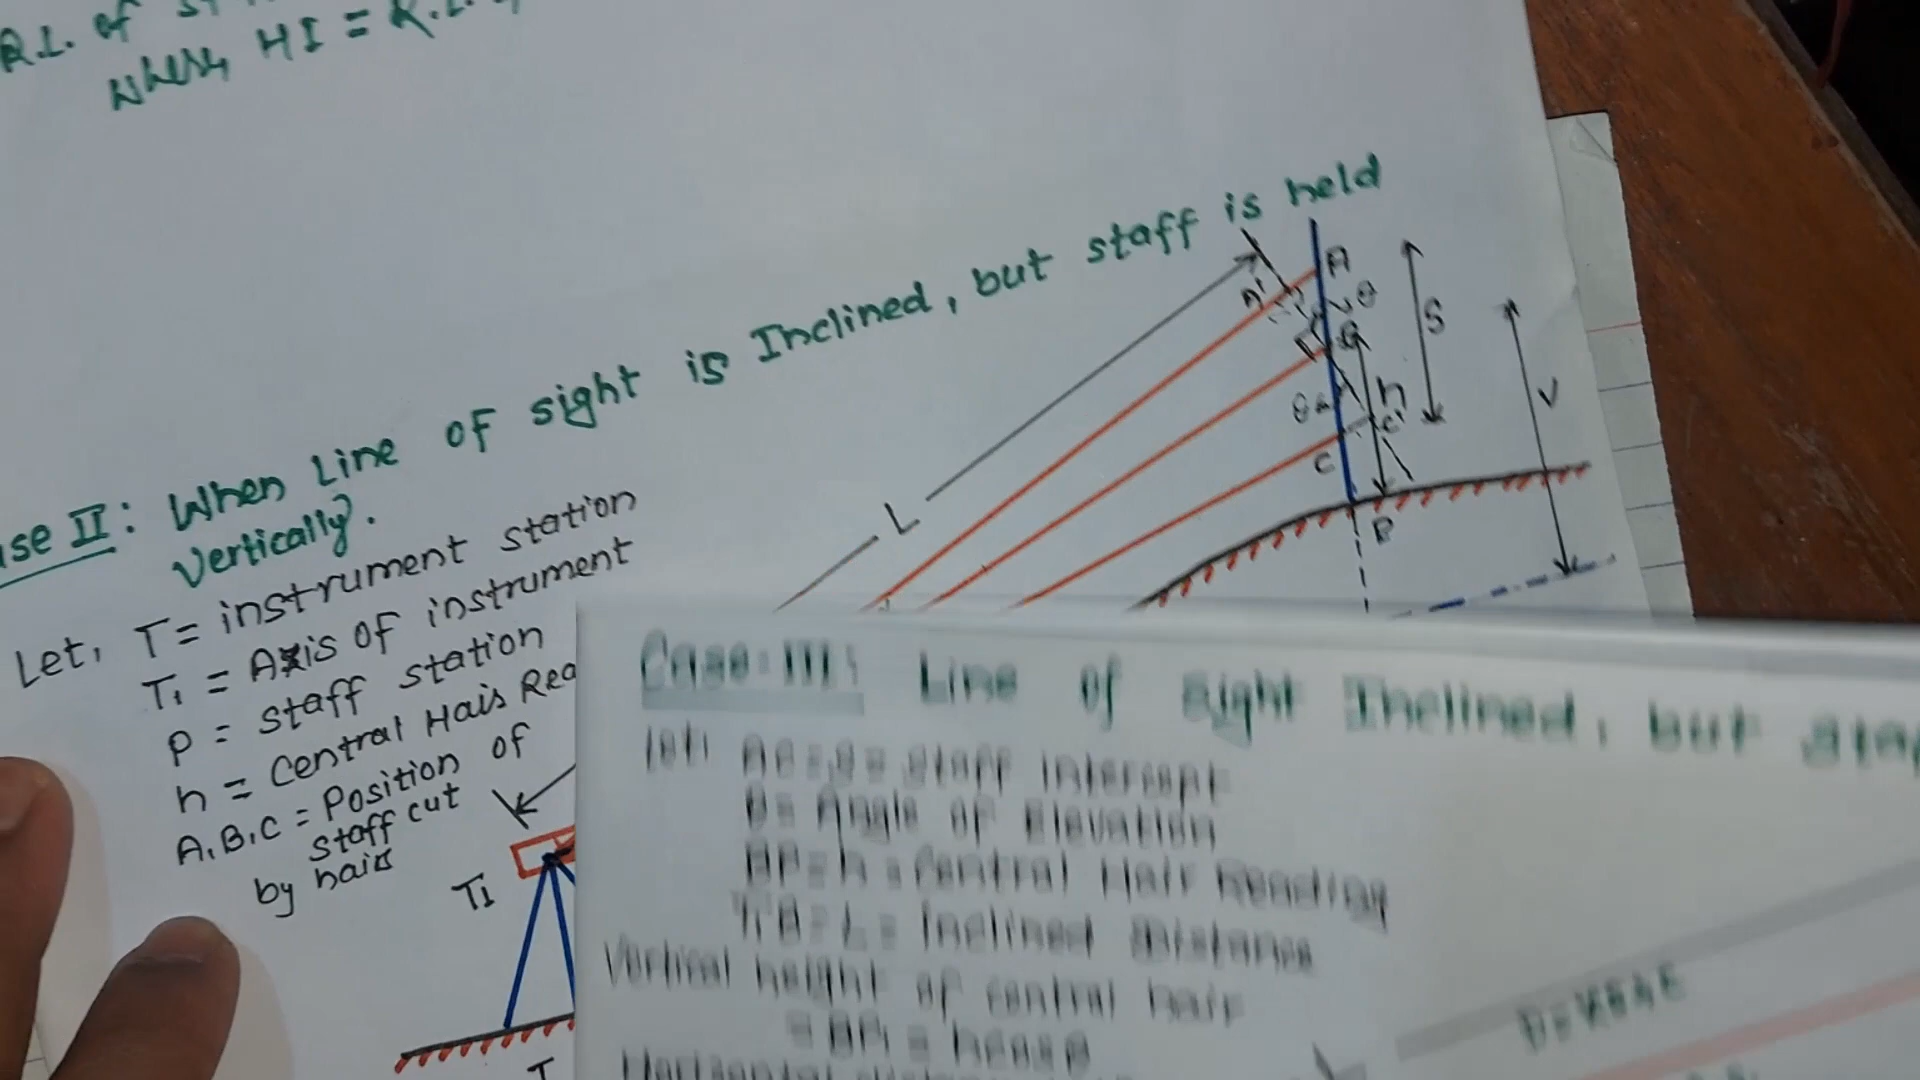 R.L. of
where, HI = R.L.
se II : When Line of sight is Inclined, but staff is held
vertically.
Let, T = instrument station
T1 = Axis of instrument
P = staff station
h = Central Hair Rea
A,B,C = Position of
staff cut
by hair
L
A
A'
θ
B
S
V
h
θ
C'
C
P
T1
T
Case-III: Line of sight Inclined, but sta
let, AC = S = Staff intercept
θ = Angle of Elevation
BP = h = Central Hair Reading
T1B = L = Inclined Distance
Vertical height of central hair
= BP1 = hcosθ